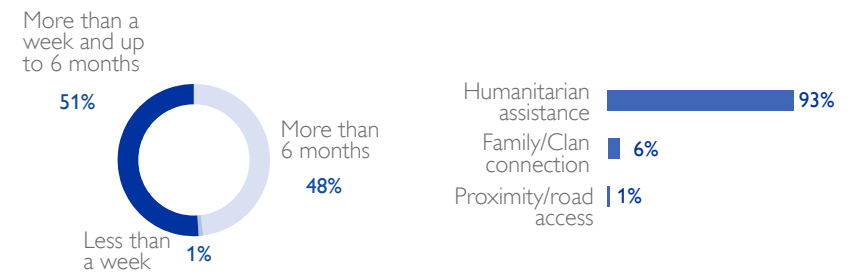 More than a
week and up
to 6 months
51%
More than
6 months
48%
Less than
a week
1%
Humanitarian
assistance
93%
Family/Clan
connection
6%
Proximity/road
access
1%